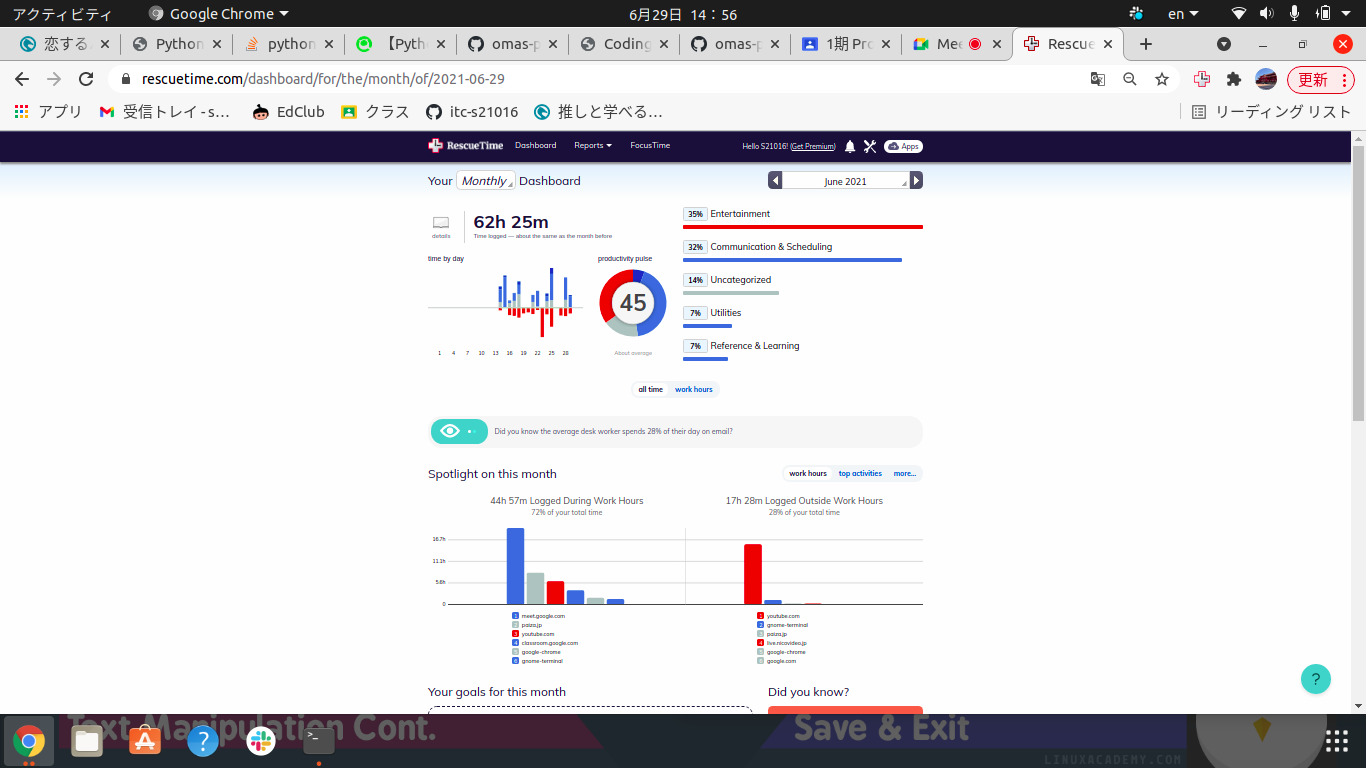 アクティビティ
Google Chrome
6月29日 14：56
en
恋する
Python
python
【Pyth
omas-p
Coding
omas-p
1期 Pro
Mee
Rescue
rescuetime.com/dashboard/for/the/month/of/2021-06-29
更新
アプリ
受信トレイ - s…
EdClub
クラス
itc-s21016
推しと学べる…
リーディング リスト
RescueTime
Dashboard
Reports
FocusTime
Hello S21016! (Get Premium)
Apps
Your Monthly Dashboard
June 2021
details
62h 25m
Time logged — about the same as the month before
time by day
productivity pulse
45
About average
1 4 7 10 13 16 19 22 25 28
35% Entertainment
32% Communication & Scheduling
14% Uncategorized
7% Utilities
7% Reference & Learning
all time
work hours
Did you know the average desk worker spends 28% of their day on email?
Spotlight on this month
work hours
top activities
more...
44h 57m Logged During Work Hours
72% of your total time
17h 28m Logged Outside Work Hours
28% of your total time
16.7h
11.1h
5.6h
0
1 meet.google.com
2 paiza.jp
3 youtube.com
4 classroom.google.com
5 google-chrome
6 gnome-terminal
1 youtube.com
2 gnome-terminal
3 paiza.jp
4 live.nicovideo.jp
5 google-chrome
6 google.com
Your goals for this month
Did you know?
?
Text Manipulation Cont.
Save & Exit
LINUXACADEMY.COM